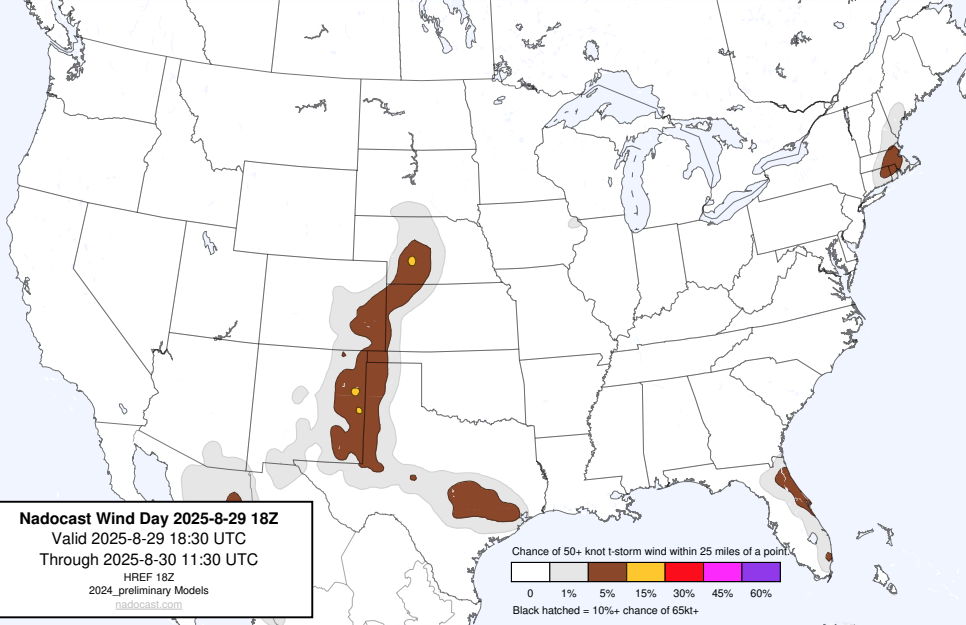 Nadocast Wind Day 2025-8-29 18Z
Valid 2025-8-29 18:30 UTC
Through 2025-8-30 11:30 UTC
HREF 18Z
2024_preliminary Models
nadocast.com
Chance of 50+ knot t-storm wind within 25 miles of a point.
0 1% 5% 15% 30% 45% 60%
Black hatched = 10%+ chance of 65kt+